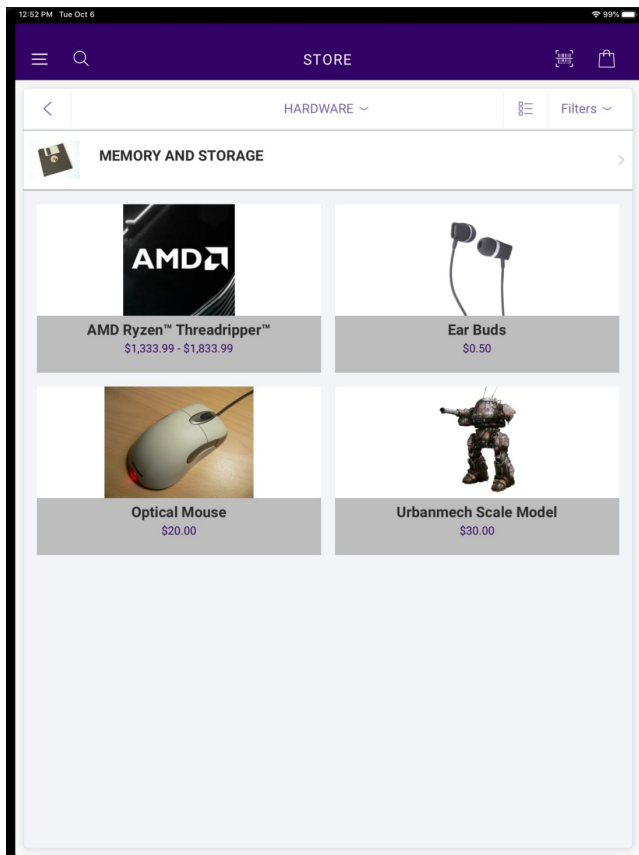 12:52 PM Tue Oct 6
99%
STORE
HARDWARE
Filters
MEMORY AND STORAGE
AMD
AMD Ryzen™ Threadripper™
$1,333.99 - $1,833.99
Ear Buds
$0.50
Optical Mouse
$20.00
Urbanmech Scale Model
$30.00